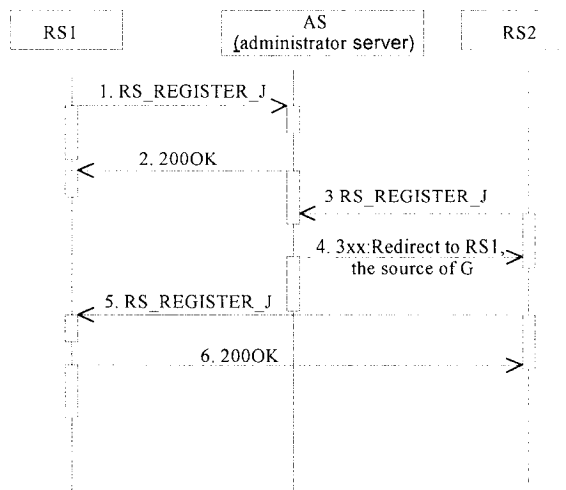 RS1
AS
(administrator server)
RS2
1. RS_REGISTER_J
2. 200OK
3 RS_REGISTER_J
4. 3xx:Redirect to RS1,
the source of G
5. RS_REGISTER_J
6. 200OK